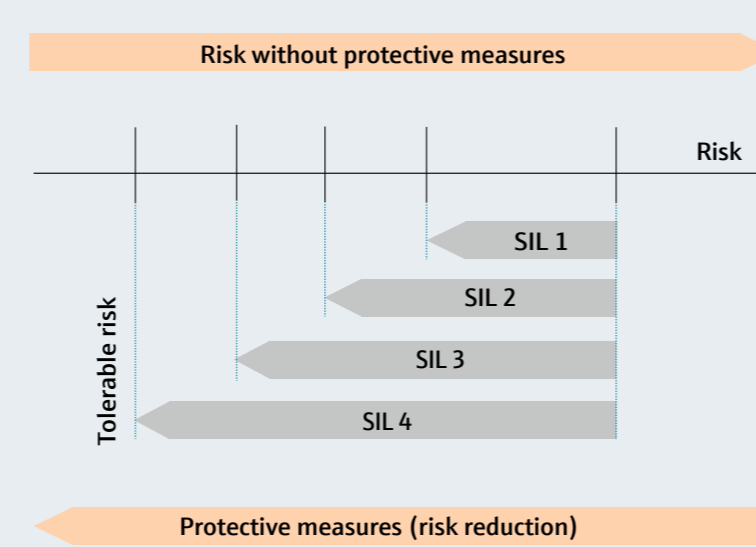 Risk without protective measures
Risk
SIL 1
SIL 2
SIL 3
SIL 4
Tolerable risk
Protective measures (risk reduction)